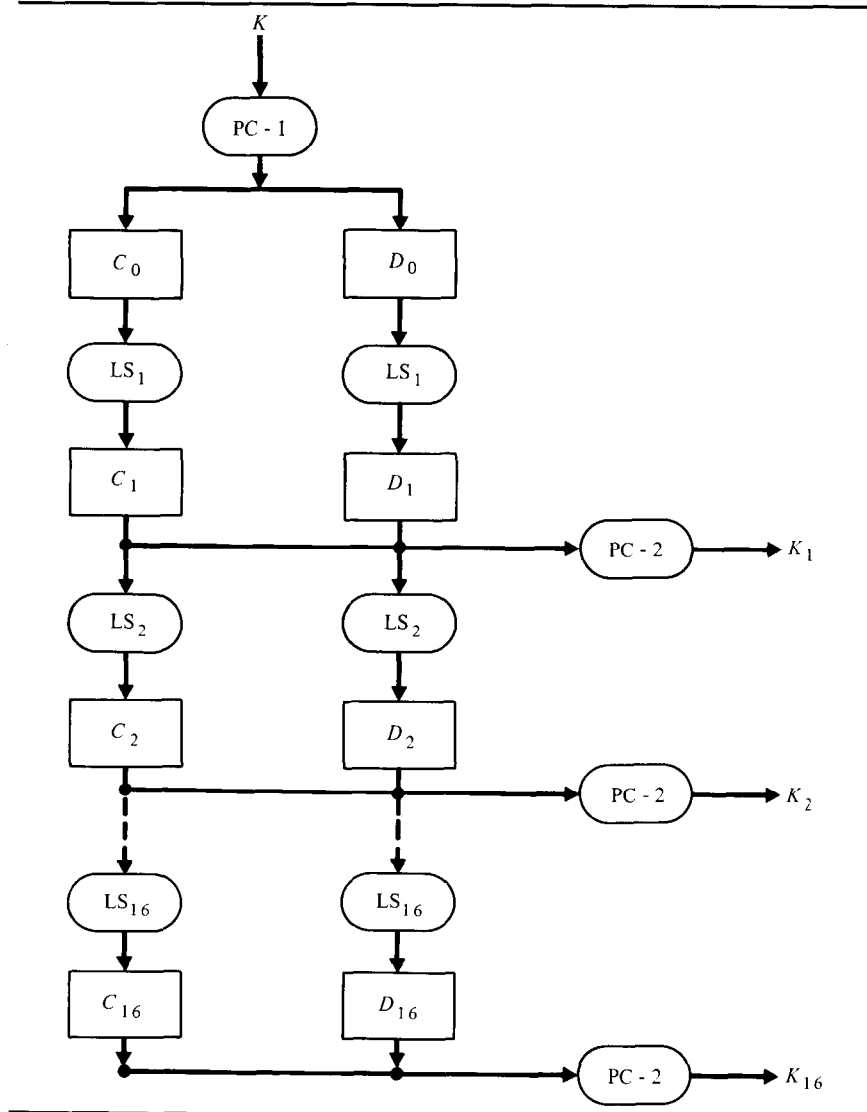 K
PC - 1
C0 D0
LS1 LS1
C1 D1
PC - 2 K1
LS2 LS2
C2 D2
PC - 2 K2
LS16 LS16
C16 D16
PC - 2 K16